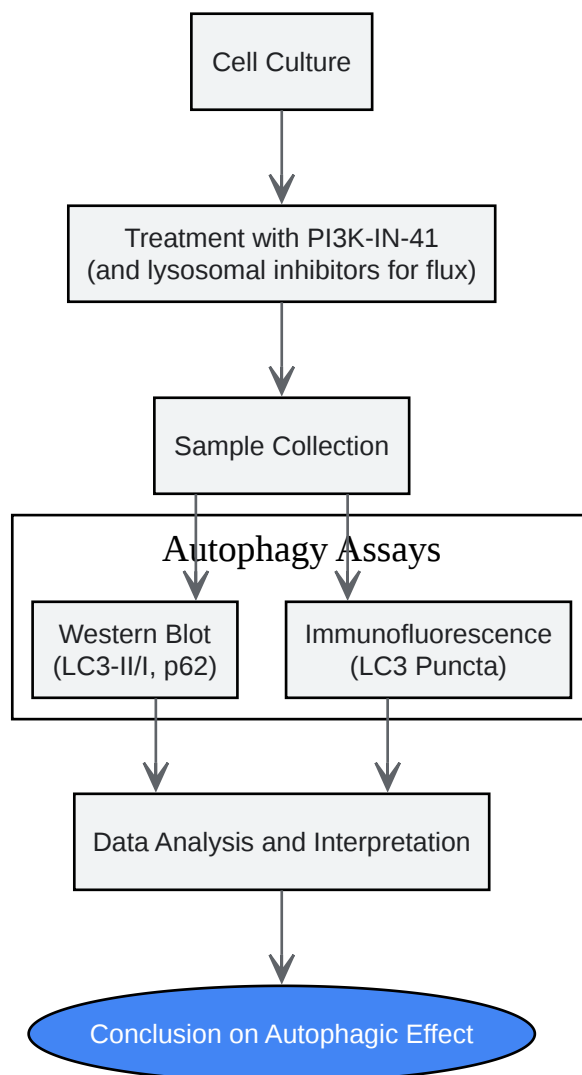 Cell Culture
Treatment with PI3K-IN-41
(and lysosomal inhibitors for flux)
Sample Collection
Autophagy Assays
Western Blot
(LC3-II/I, p62)
Immunofluorescence
(LC3 Puncta)
Data Analysis and Interpretation
Conclusion on Autophagic Effect